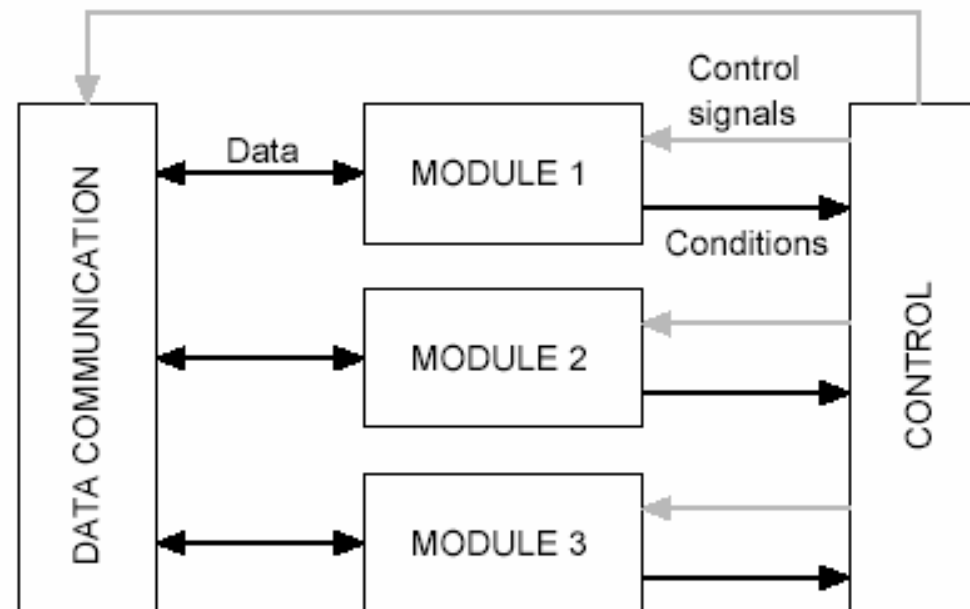 Control
signals
Data
MODULE 1
Conditions
MODULE 2
MODULE 3
DATA COMMUNICATION
CONTROL